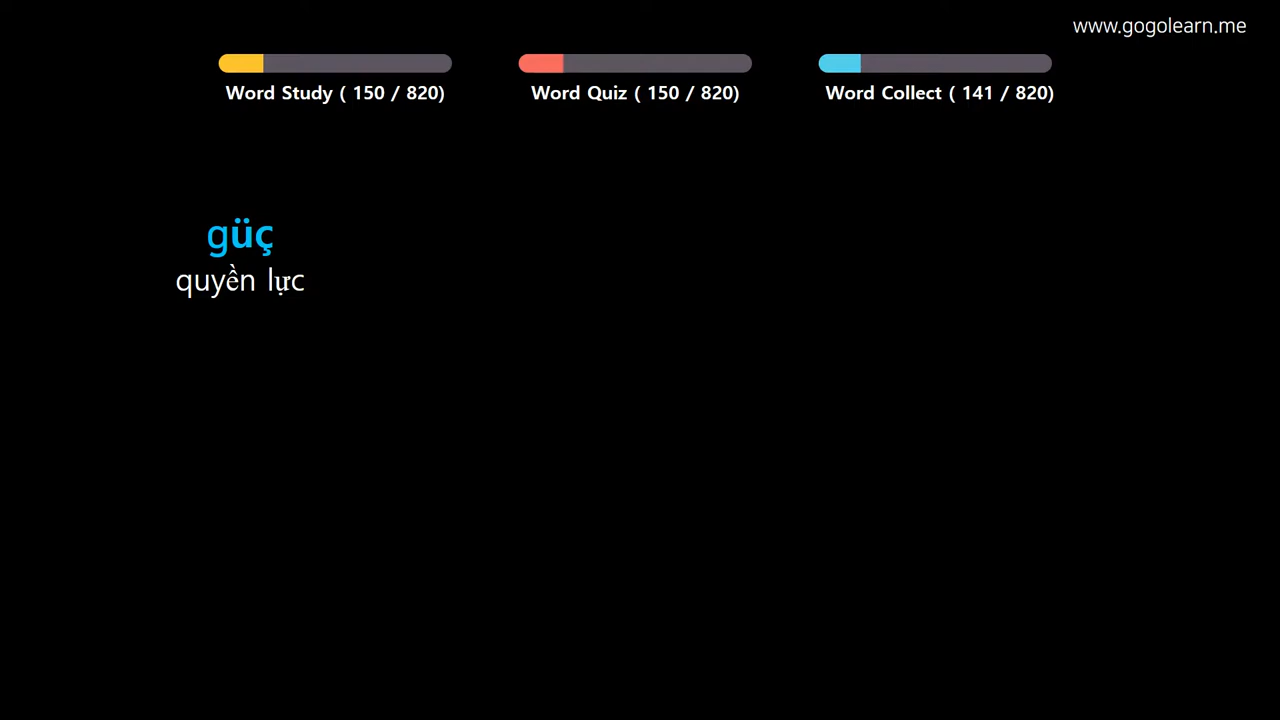 www.gogolearn.me
Word Study ( 150 / 820)
Word Quiz ( 150 / 820)
Word Collect ( 141 / 820)
güç
quyền lực